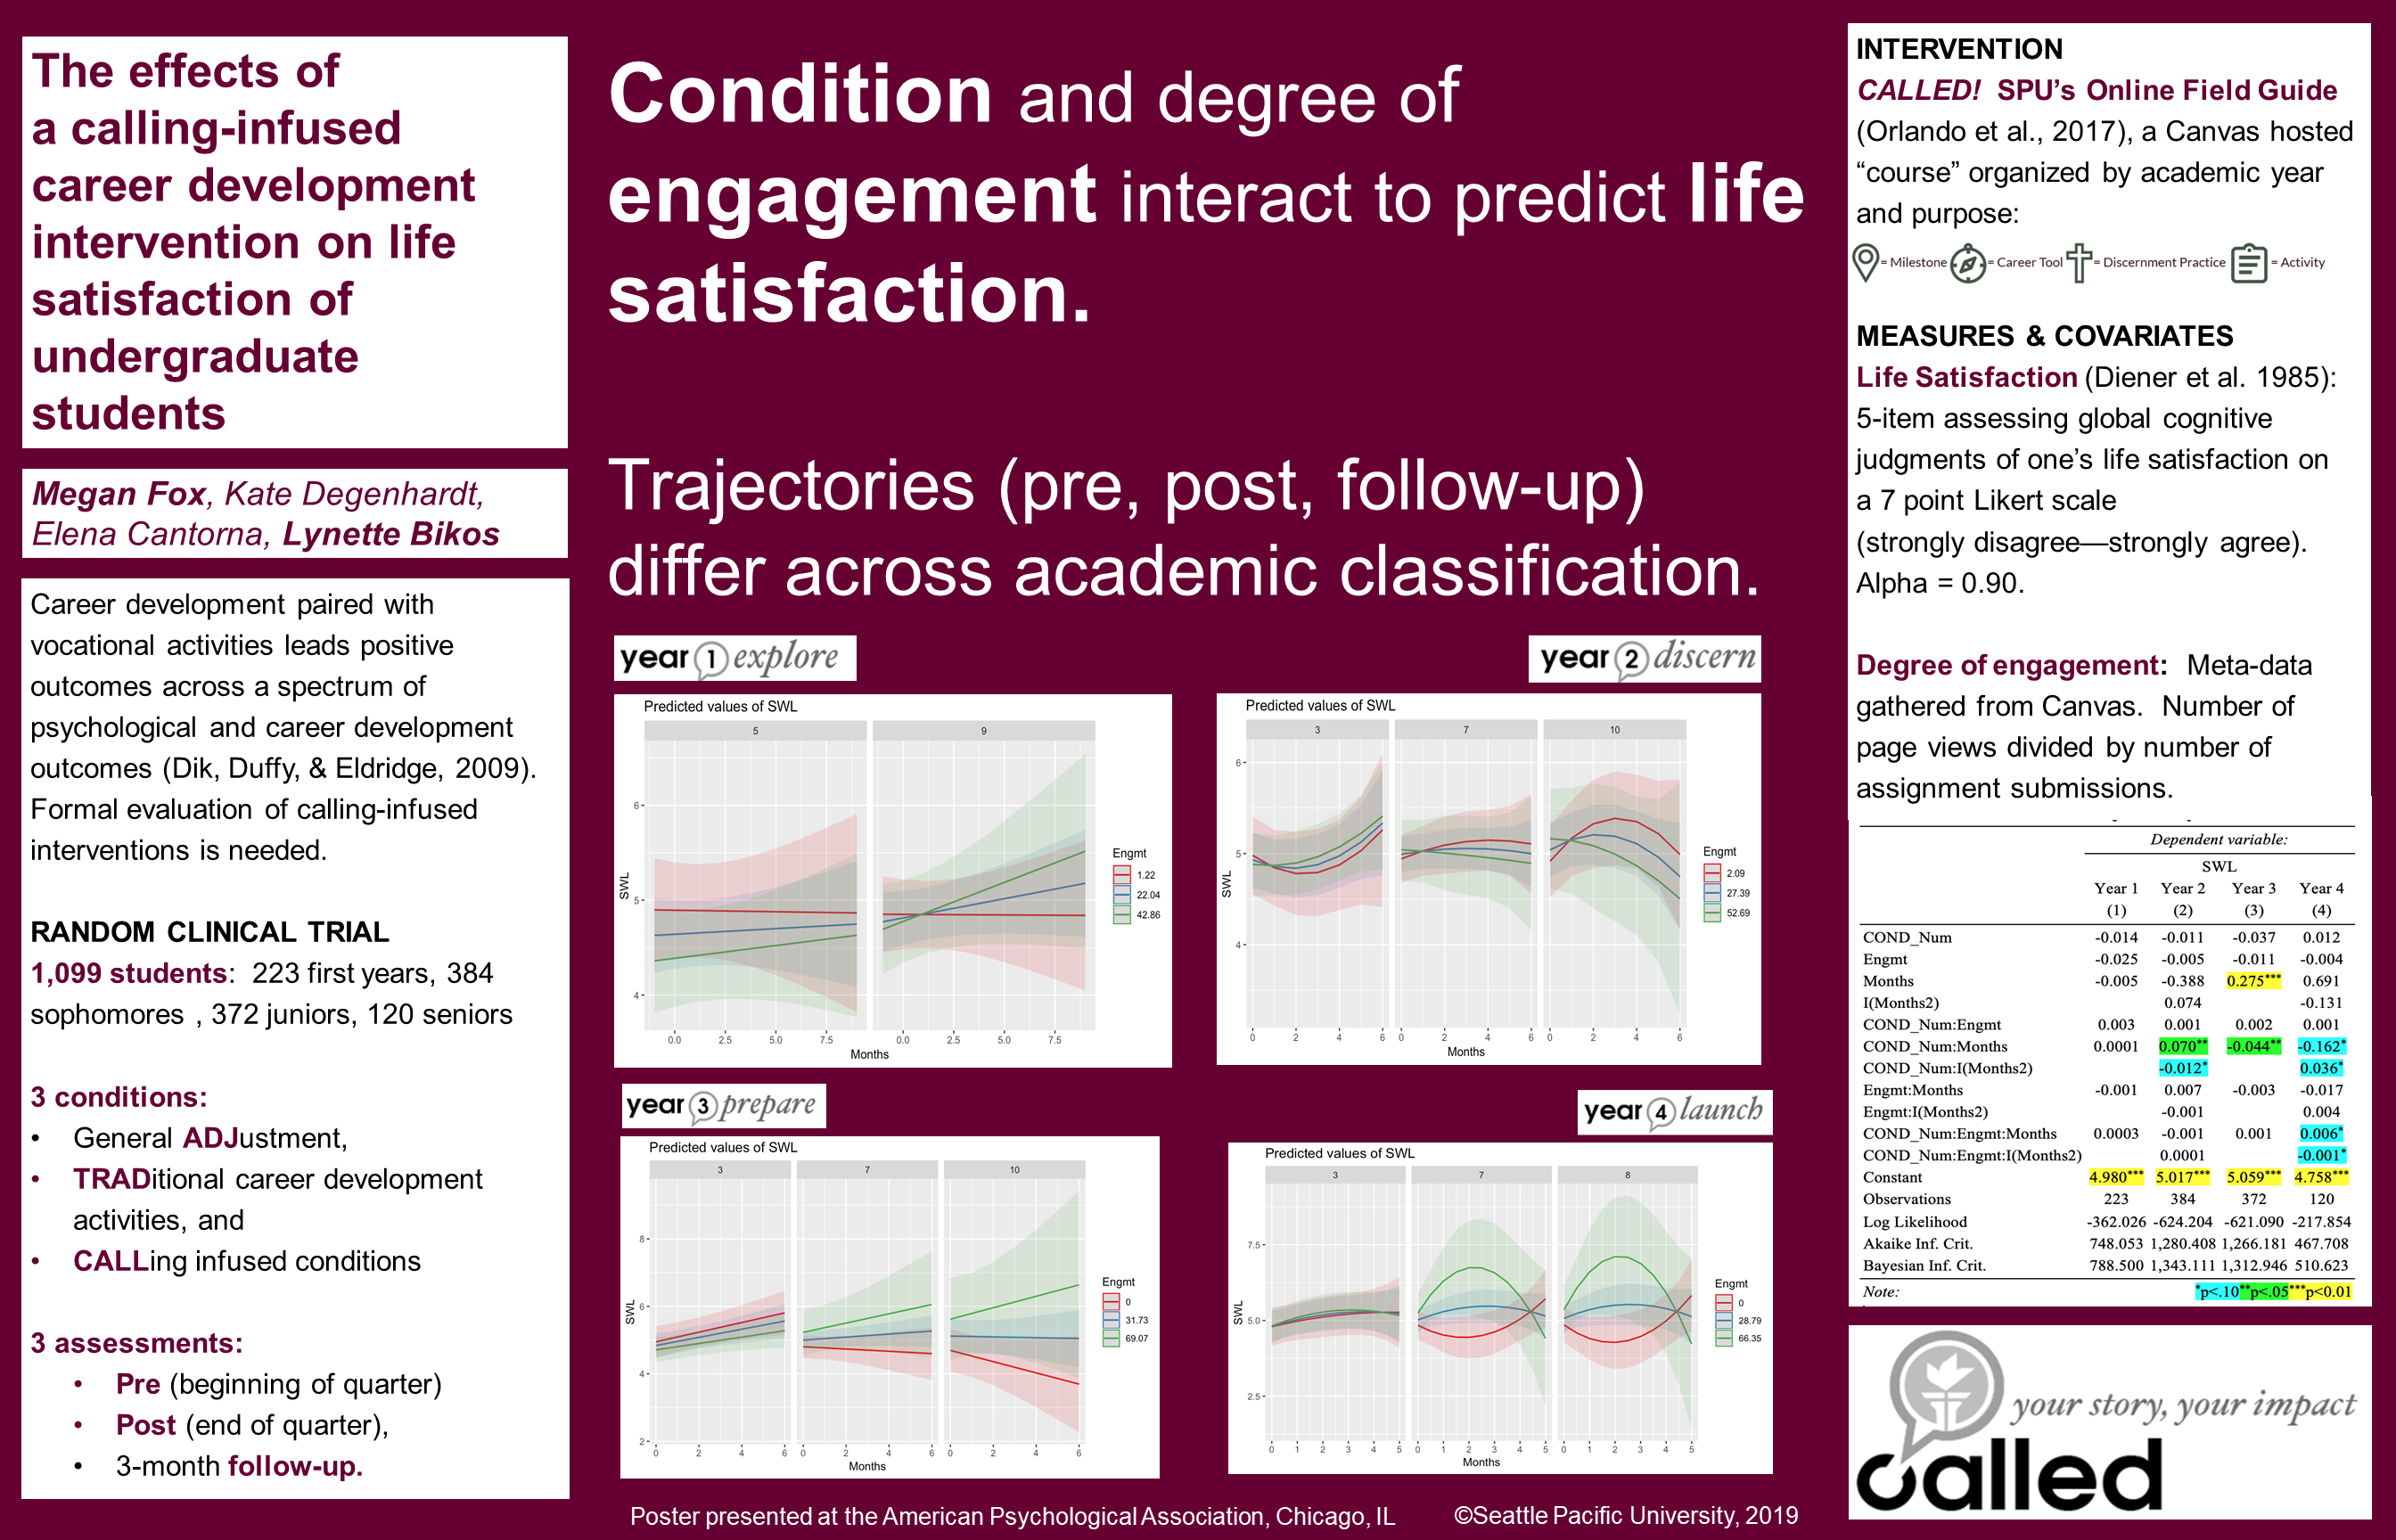 The effects of
a calling-infused
career development
intervention on life
satisfaction of
undergraduate
students
Megan Fox, Kate Degenhardt,
Elena Cantorna, Lynette Bikos
Career development paired with
vocational activities leads positive
outcomes across a spectrum of
psychological and career development
outcomes (Dik, Duffy, & Eldridge, 2009).
Formal evaluation of calling-infused
interventions is needed.
RANDOM CLINICAL TRIAL
1,099 students:  223 first years, 384
sophomores , 372 juniors, 120 seniors
3 conditions:
• General ADJustment,
• TRADitional career development
activities, and
• CALLing infused conditions
3 assessments:
• Pre (beginning of quarter)
• Post (end of quarter),
• 3-month follow-up.
Condition and degree of
engagement interact to predict life
satisfaction.
Trajectories (pre, post, follow-up)
differ across academic classification.
year 1 explore
Predicted values of SWL
5 9
SWL
6
5
4
0.0 2.5 5.0 7.5 0.0 2.5 5.0 7.5
Months
Engmt
1.22
22.04
42.86
year 2 discern
Predicted values of SWL
3 7 10
SWL
6
5
4
0 2 4 6 0 2 4 6 0 2 4 6
Months
Engmt
2.09
27.39
52.69
year 3 prepare
Predicted values of SWL
3 7 10
SWL
8
6
4
2
0 2 4 6 0 2 4 6 0 2 4 6
Months
Engmt
0
31.73
69.07
year 4 launch
Predicted values of SWL
3 7 8
SWL
7.5
5.0
2.5
0 1 2 3 4 5 0 1 2 3 4 5 0 1 2 3 4 5
Months
Engmt
0
28.79
66.35
Poster presented at the American Psychological Association, Chicago, IL
©Seattle Pacific University, 2019
INTERVENTION
CALLED!  SPU’s Online Field Guide
(Orlando et al., 2017), a Canvas hosted
“course” organized by academic year
and purpose:
= Milestone = Career Tool = Discernment Practice = Activity
MEASURES & COVARIATES
Life Satisfaction (Diener et al. 1985):
5-item assessing global cognitive
judgments of one’s life satisfaction on
a 7 point Likert scale
(strongly disagree—strongly agree).
Alpha = 0.90.
Degree of engagement:  Meta-data
gathered from Canvas.  Number of
page views divided by number of
assignment submissions.
Dependent variable:
SWL
Year 1 Year 2 Year 3 Year 4
(1) (2) (3) (4)
COND_Num -0.014 -0.011 -0.037 0.012
Engmt -0.025 -0.005 -0.011 -0.004
Months -0.005 -0.388 0.275*** 0.691
I(Months2) 0.074 -0.131
COND_Num:Engmt 0.003 0.001 0.002 0.001
COND_Num:Months 0.0001 0.070** -0.044** -0.162*
COND_Num:I(Months2) -0.012* 0.036*
Engmt:Months -0.001 0.007 -0.003 -0.017
Engmt:I(Months2) -0.001 0.004
COND_Num:Engmt:Months 0.0003 -0.001 0.001 0.006*
COND_Num:Engmt:I(Months2) 0.0001 -0.001*
Constant 4.980*** 5.017*** 5.059*** 4.758***
Observations 223 384 372 120
Log Likelihood -362.026 -624.204 -621.090 -217.854
Akaike Inf. Crit. 748.053 1,280.408 1,266.181 467.708
Bayesian Inf. Crit. 788.500 1,343.111 1,312.946 510.623
Note: *p<.10**p<.05***p<0.01
your story, your impact
called